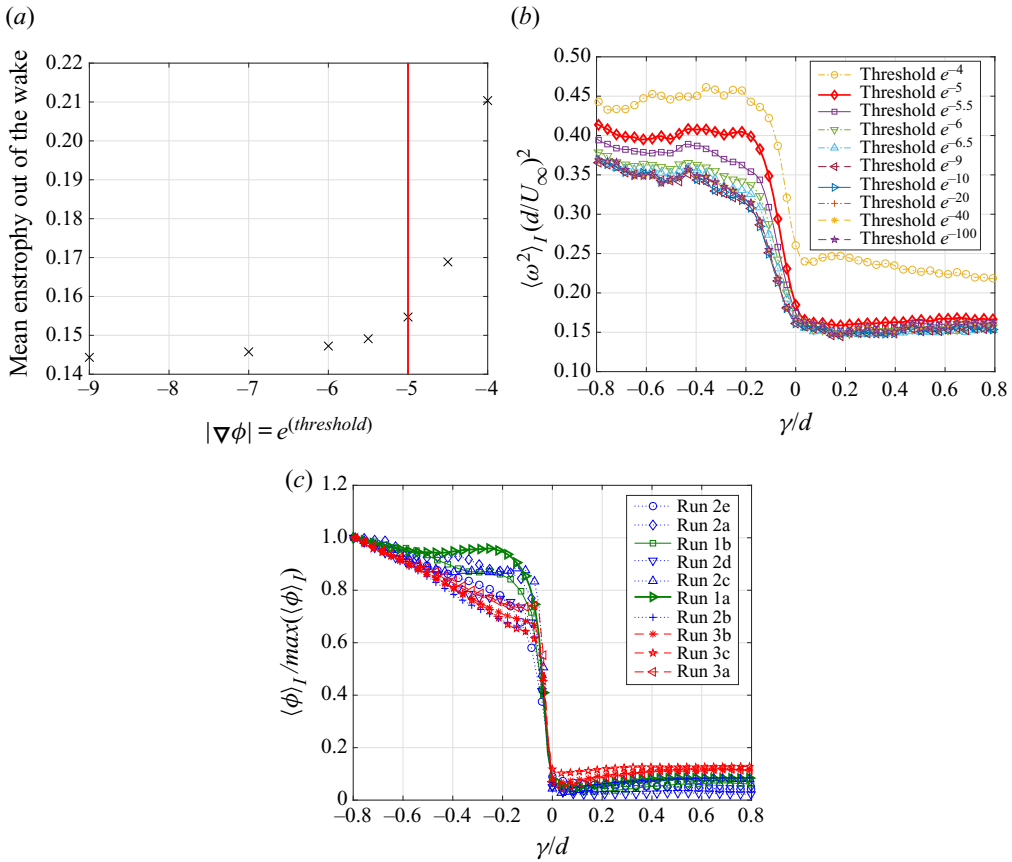 (a)
Mean enstrophy out of the wake
0.22
0.21
0.20
0.19
0.18
0.17
0.16
0.15
0.14
−9 −8 −7 −6 −5 −4
|∇ϕ| = e^(threshold)
(b)
⟨ω²⟩_I (d/U_∞)²
0.50
0.45
0.40
0.35
0.30
0.25
0.20
0.15
0.10
−0.8 −0.6 −0.4 −0.2 0 0.2 0.4 0.6 0.8
γ/d
Threshold e^−4
Threshold e^−5
Threshold e^−5.5
Threshold e^−6
Threshold e^−6.5
Threshold e^−9
Threshold e^−10
Threshold e^−20
Threshold e^−40
Threshold e^−100
(c)
⟨ϕ⟩_I /max(⟨ϕ⟩_I)
1.2
1.0
0.8
0.6
0.4
0.2
0
−0.8 −0.6 −0.4 −0.2 0 0.2 0.4 0.6 0.8
γ/d
Run 2e
Run 2a
Run 1b
Run 2d
Run 2c
Run 1a
Run 2b
Run 3b
Run 3c
Run 3a